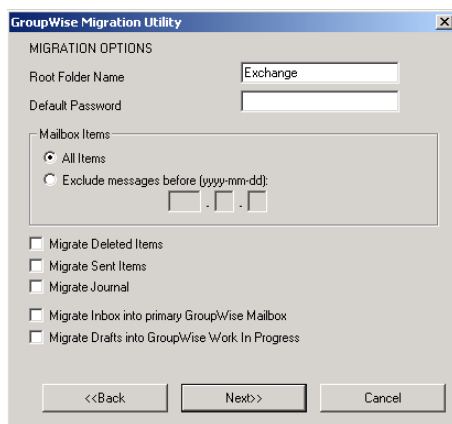 GroupWise Migration Utility
MIGRATION OPTIONS
Root Folder Name
Exchange
Default Password
Mailbox Items
All Items
Exclude messages before (yyyy-mm-dd):
. .
Migrate Deleted Items
Migrate Sent Items
Migrate Journal
Migrate Inbox into primary GroupWise Mailbox
Migrate Drafts into GroupWise Work In Progress
<<Back Next>> Cancel